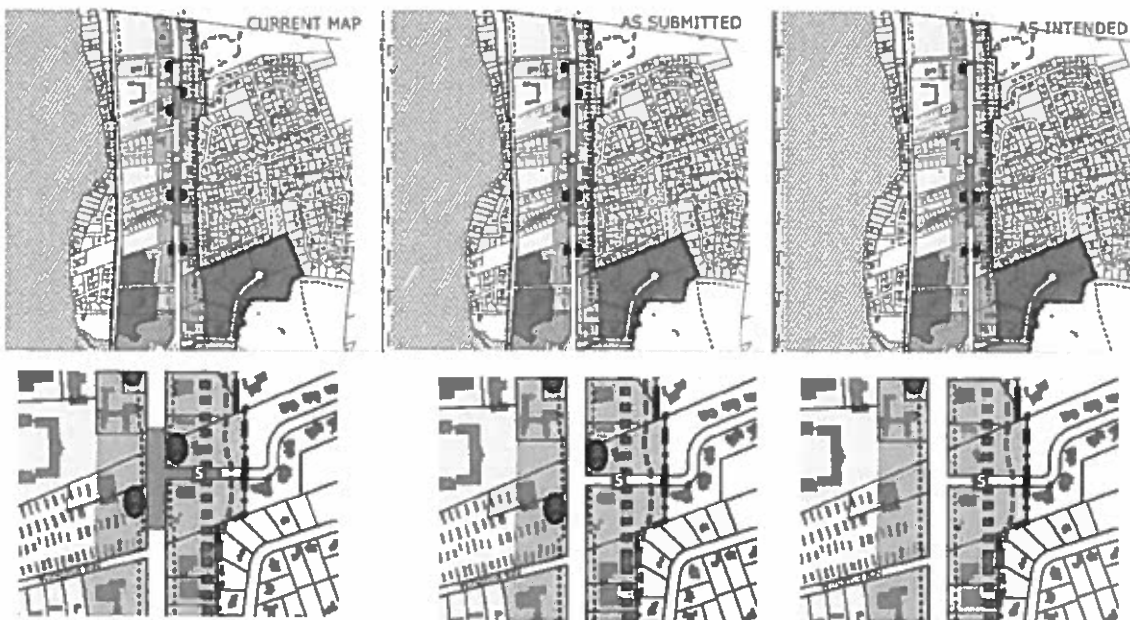 CURRENT MAP
AS SUBMITTED
AS INTENDED
S
S
S